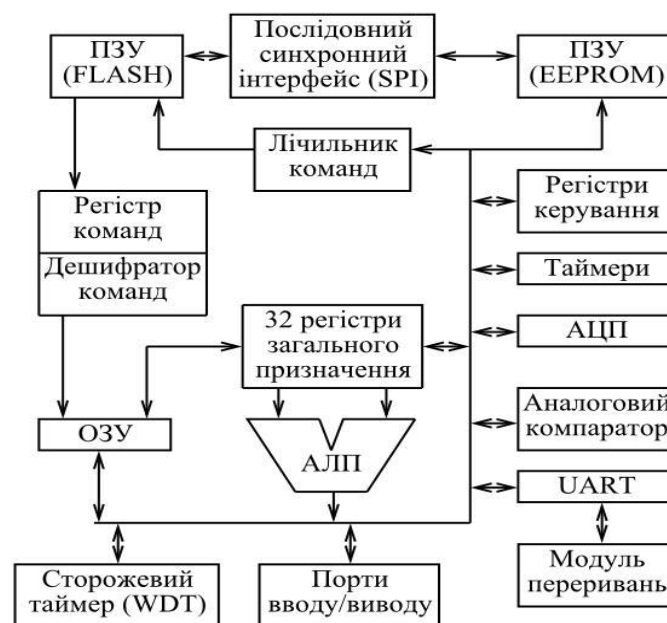 ПЗУ
(FLASH)
Послідовний
синхронний
інтерфейс (SPI)
ПЗУ
(EEPROM)
Лічильник
команд
Регістр
команд
Дешифратор
команд
Регістри
керування
Таймери
32 регістри
загального
призначення
АЦП
Аналоговий
компаратор
ОЗУ
АЛП
UART
Сторожевий
таймер (WDT)
Порти
вводу/виводу
Модуль
переривань